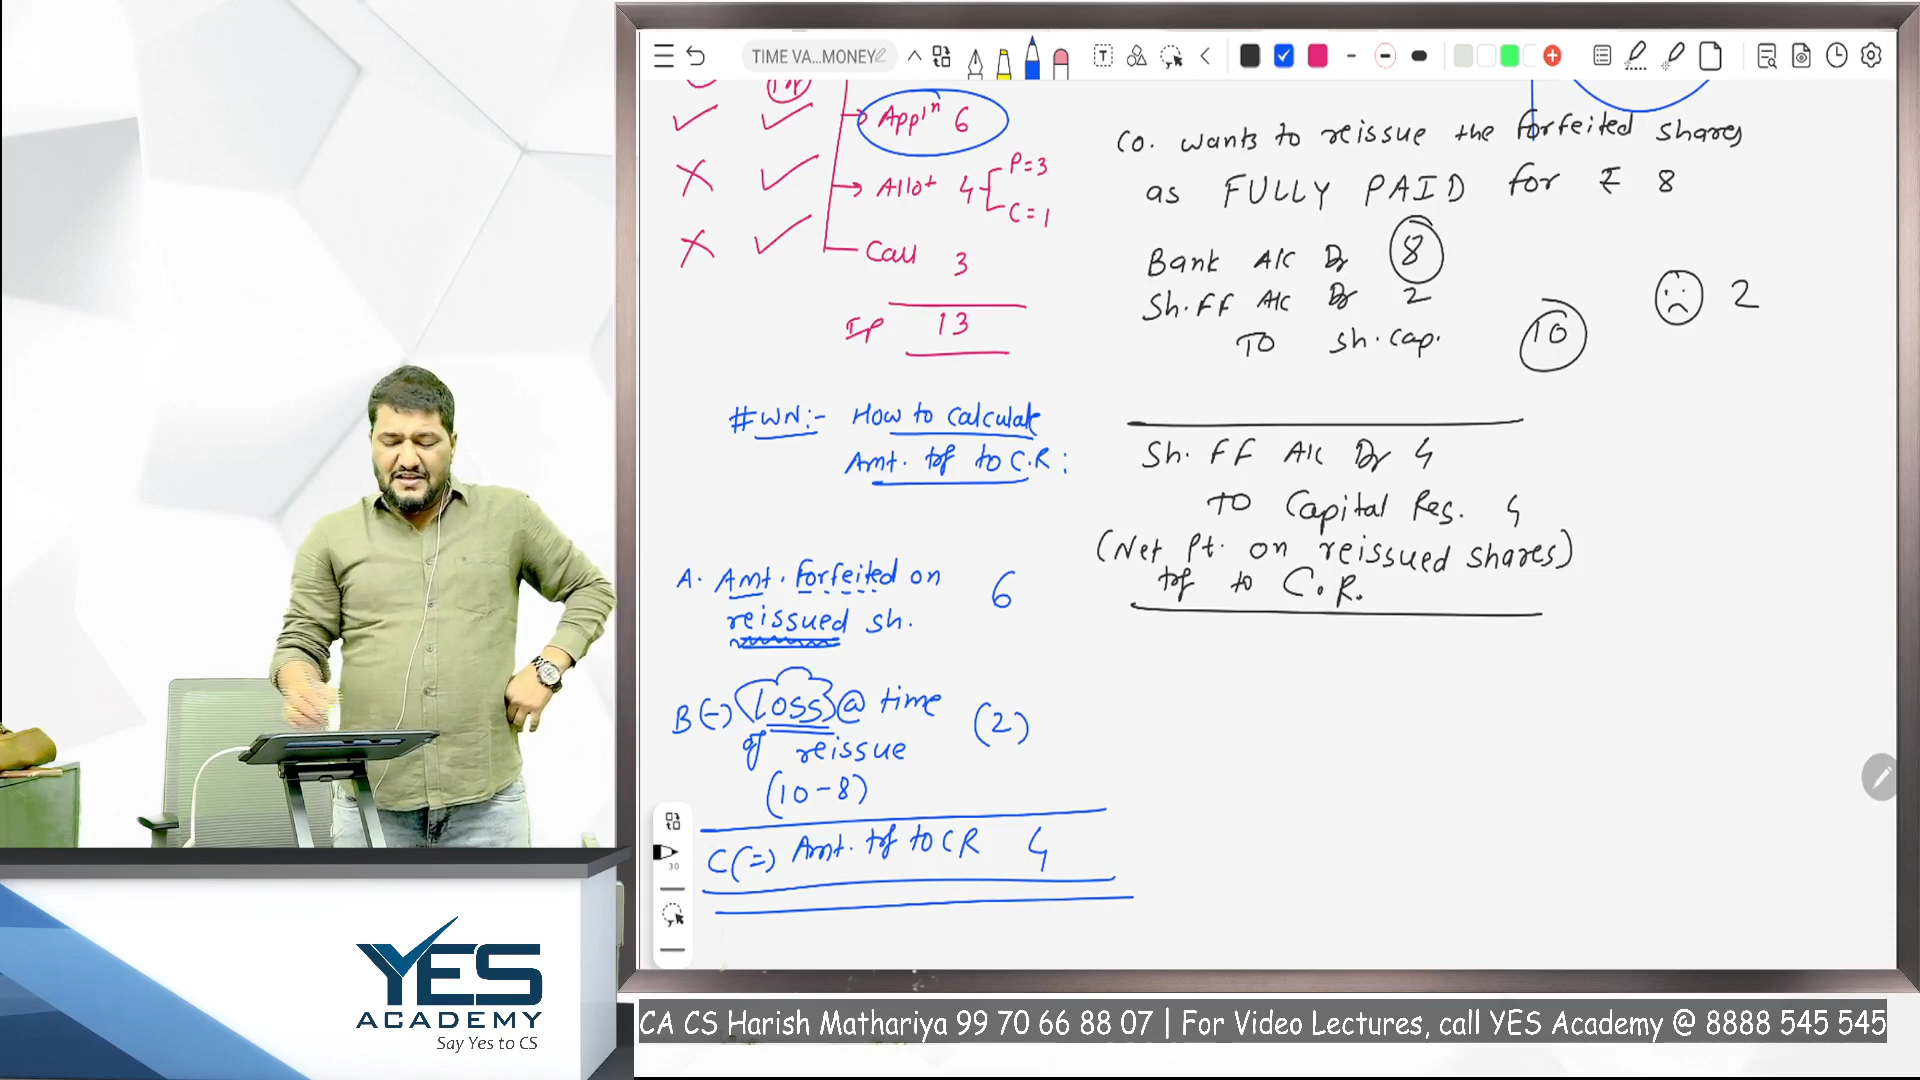 TIME VA...MONEY
Appln 6
Allot 4
P=3
C=1
Call 3
IP 13
Co. wants to reissue the forfeited shares
as FULLY PAID for ₹ 8
Bank A/c Dr 8
Sh.FF A/c Dr 2
TO sh.cap. 10
2
#WN:- How to calculate
Amt. trf to C.R:
A. Amt. forfeited on 6
reissued sh.
B(-) loss @ time (2)
of reissue
(10-8)
C(=) Amt. trf to CR 4
Sh. FF A/c Dr 4
TO Capital Res. 4
(Net Pt. on reissued shares)
trf to C.R.
30
YES
ACADEMY
Say Yes to CS
CA CS Harish Mathariya 99 70 66 88 07 | For Video Lectures, call YES Academy @ 8888 545 545